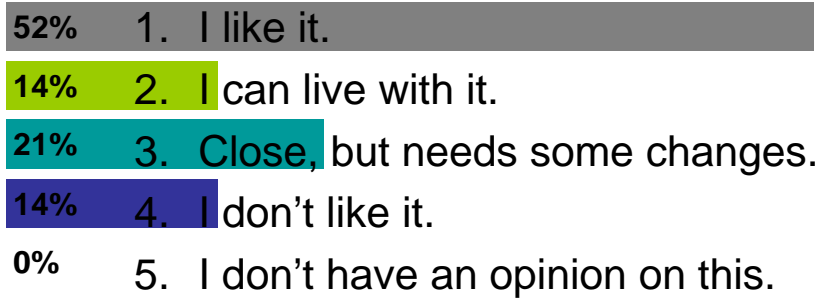 52% 1. I like it.
14% 2. I can live with it.
21% 3. Close, but needs some changes.
14% 4. I don’t like it.
0% 5. I don’t have an opinion on this.